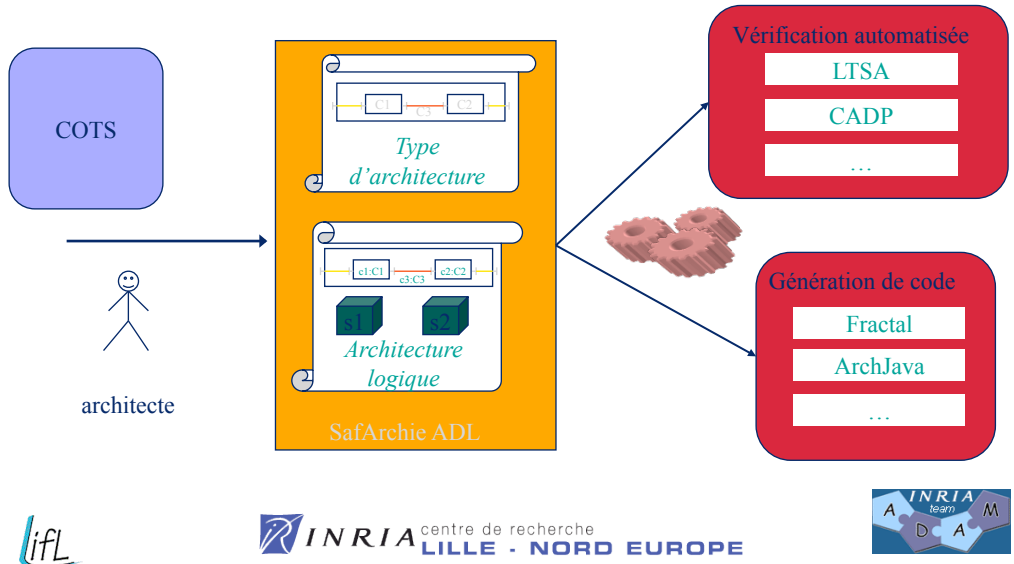 COTS
architecte
C1
C3
C2
Type
d’architecture
c1:C1
c3:C3
c2:C2
s1
s2
Architecture
logique
SafArchie ADL
Vérification automatisée
LTSA
CADP
…
Génération de code
Fractal
ArchJava
…
LifL
INRIA
centre de recherche
LILLE - NORD EUROPE
INRIA
team
A
D
A
M